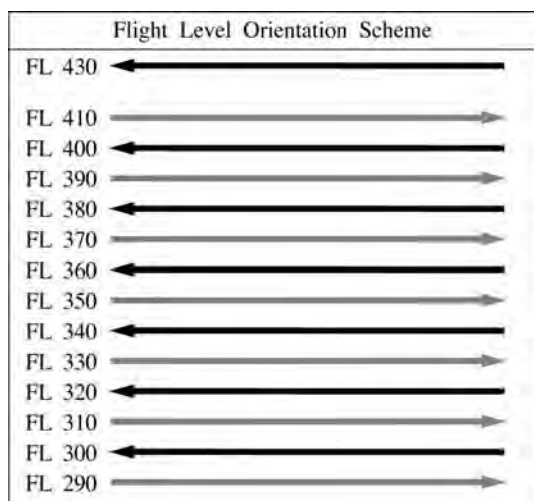 Flight Level Orientation Scheme
FL 430
FL 410
FL 400
FL 390
FL 380
FL 370
FL 360
FL 350
FL 340
FL 330
FL 320
FL 310
FL 300
FL 290